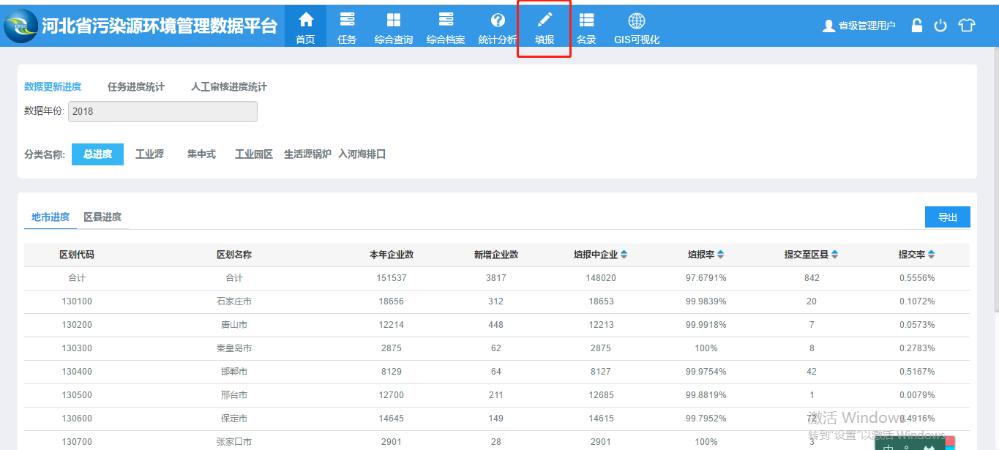 河北省污染源环境管理数据平台 首页 任务 综合查询 综合档案 统计分析 填报 名录 GIS可视化 省级管理用户
数据更新进度 任务进度统计 人工审核进度统计
数据年份: 2018
分类名称: 总进度 工业源 集中式 工业园区 生活源锅炉 入河海排口
地市进度 区县进度 导出
区划代码 区划名称 本年企业数 新增企业数 填报中企业 填报率 提交至区县 提交率
合计 合计 151537 3817 148020 97.6791% 842 0.5556%
130100 石家庄市 18656 312 18653 99.9839% 20 0.1072%
130200 唐山市 12214 448 12213 99.9918% 7 0.0573%
130300 秦皇岛市 2875 62 2875 100% 8 0.2783%
130400 邯郸市 8129 64 8127 99.9754% 42 0.5167%
130500 邢台市 12700 211 12685 99.8819% 1 0.0079%
130600 保定市 14645 149 14615 99.7952% 72 0.4916%
激活 Windows
转到"设置"以激活 Windows。
130700 张家口市 2901 28 2901 100% 3
中